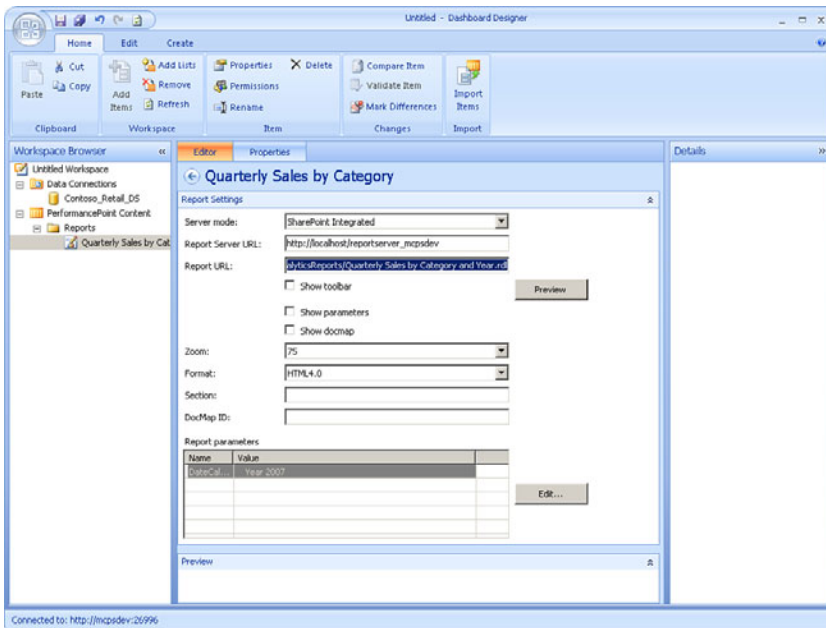 Untitled - Dashboard Designer
Home Edit Create
Paste
Cut
Copy
Clipboard
Add Items
Add Lists
Remove
Refresh
Workspace
Properties
Permissions
Rename
Delete
Item
Compare Item
Validate Item
Mark Differences
Changes
Import Items
Import
Workspace Browser
Untitled Workspace
Data Connections
Contoso_Retail_DS
PerformancePoint Content
Reports
Quarterly Sales by Cat
Editor Properties
Quarterly Sales by Category
Report Settings
Server mode: SharePoint Integrated
Report Server URL: http://localhost/reportserver_mcpsdev
Report URL: alyticsReports/Quarterly Sales by Category and Year.rdl
Show toolbar
Preview
Show parameters
Show docmap
Zoom: 75
Format: HTML4.0
Section:
DocMap ID:
Report parameters
Name Value
DateCal... Year 2007
Edit...
Preview
Details
Connected to: http://mcpsdev:26996